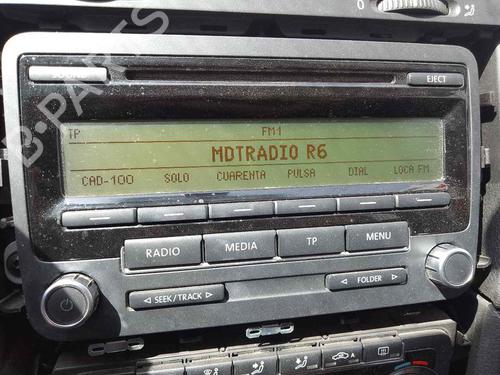 SOUND
EJECT
TP FM1
MDTRADIO R6
CAD-100 SOLO CUARENTA PULSA DIAL LOCA FM
RADIO MEDIA TP MENU
SEEK / TRACK
FOLDER
B-PARTS